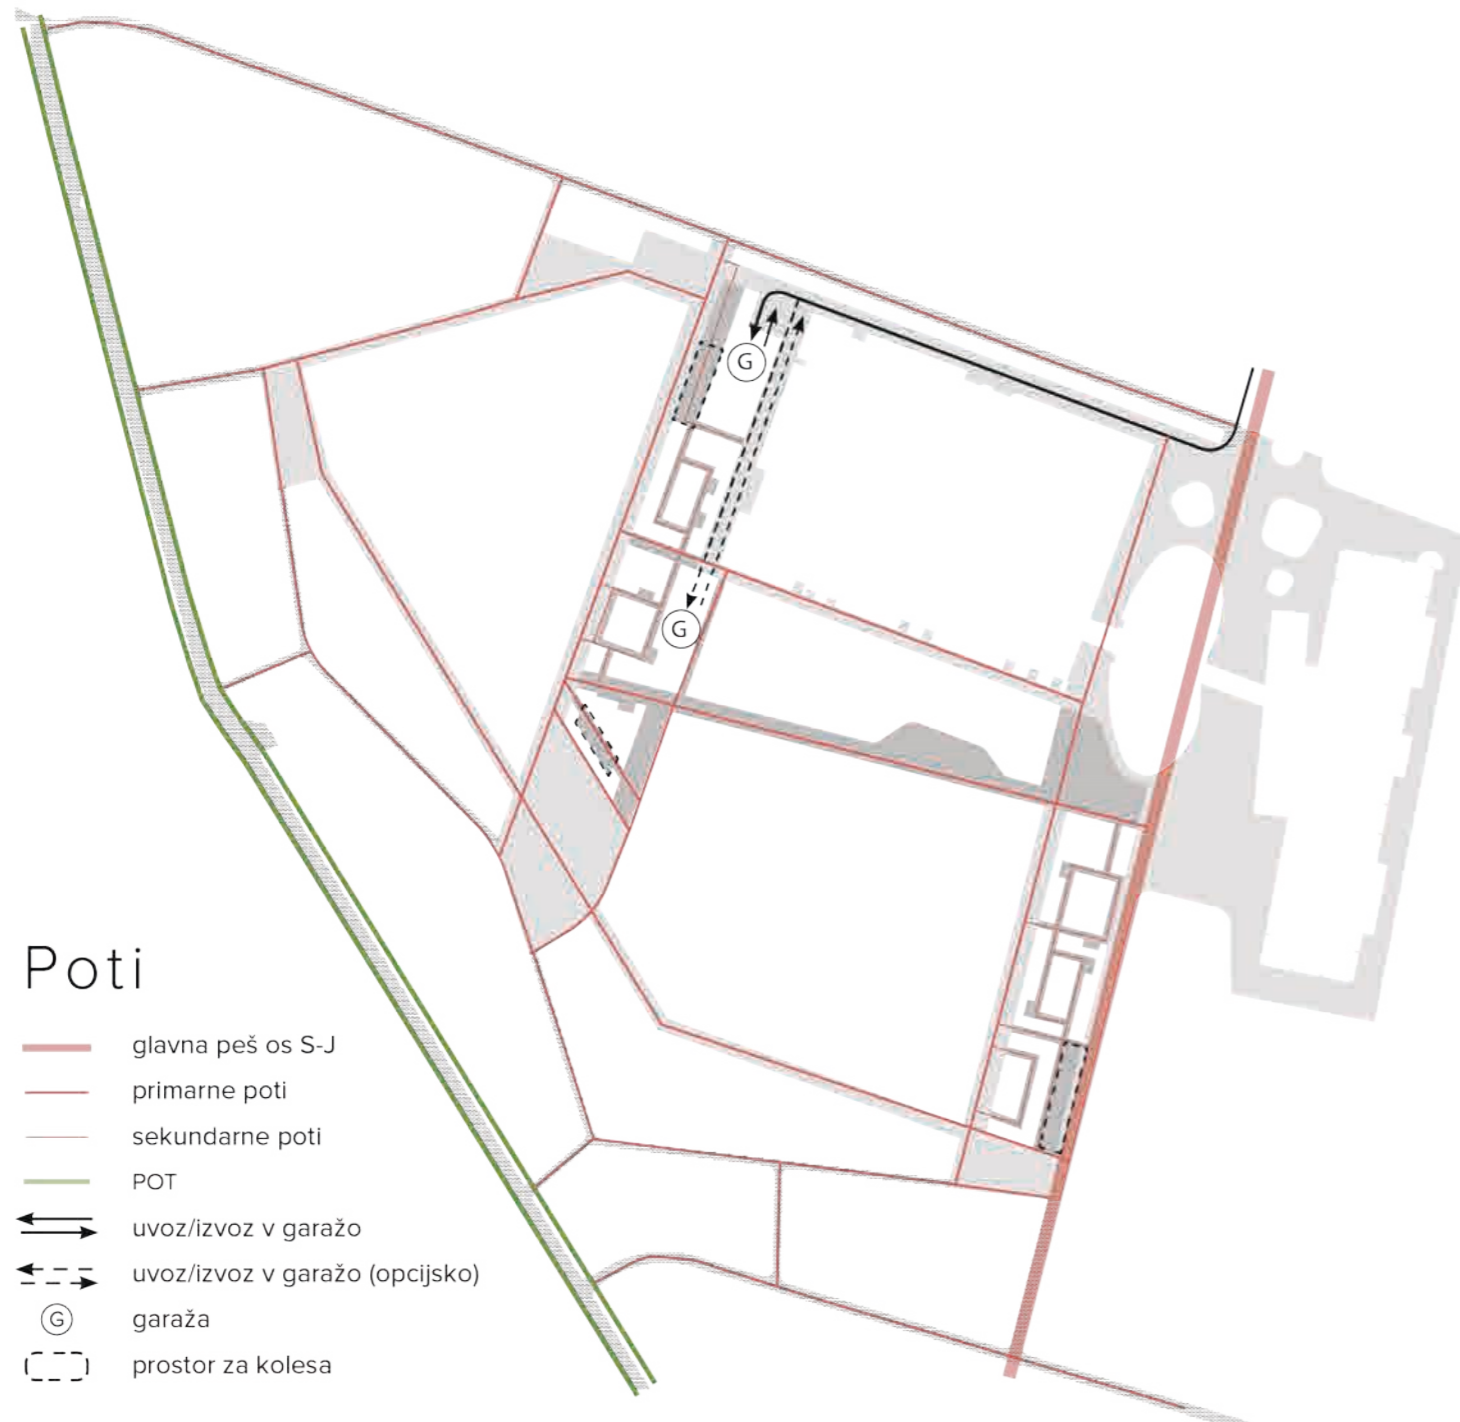 G
G
Poti
glavna peš os S-J
primarne poti
sekundarne poti
POT
uvoz/izvoz v garažo
uvoz/izvoz v garažo (opcijsko)
G garaža
prostor za kolesa